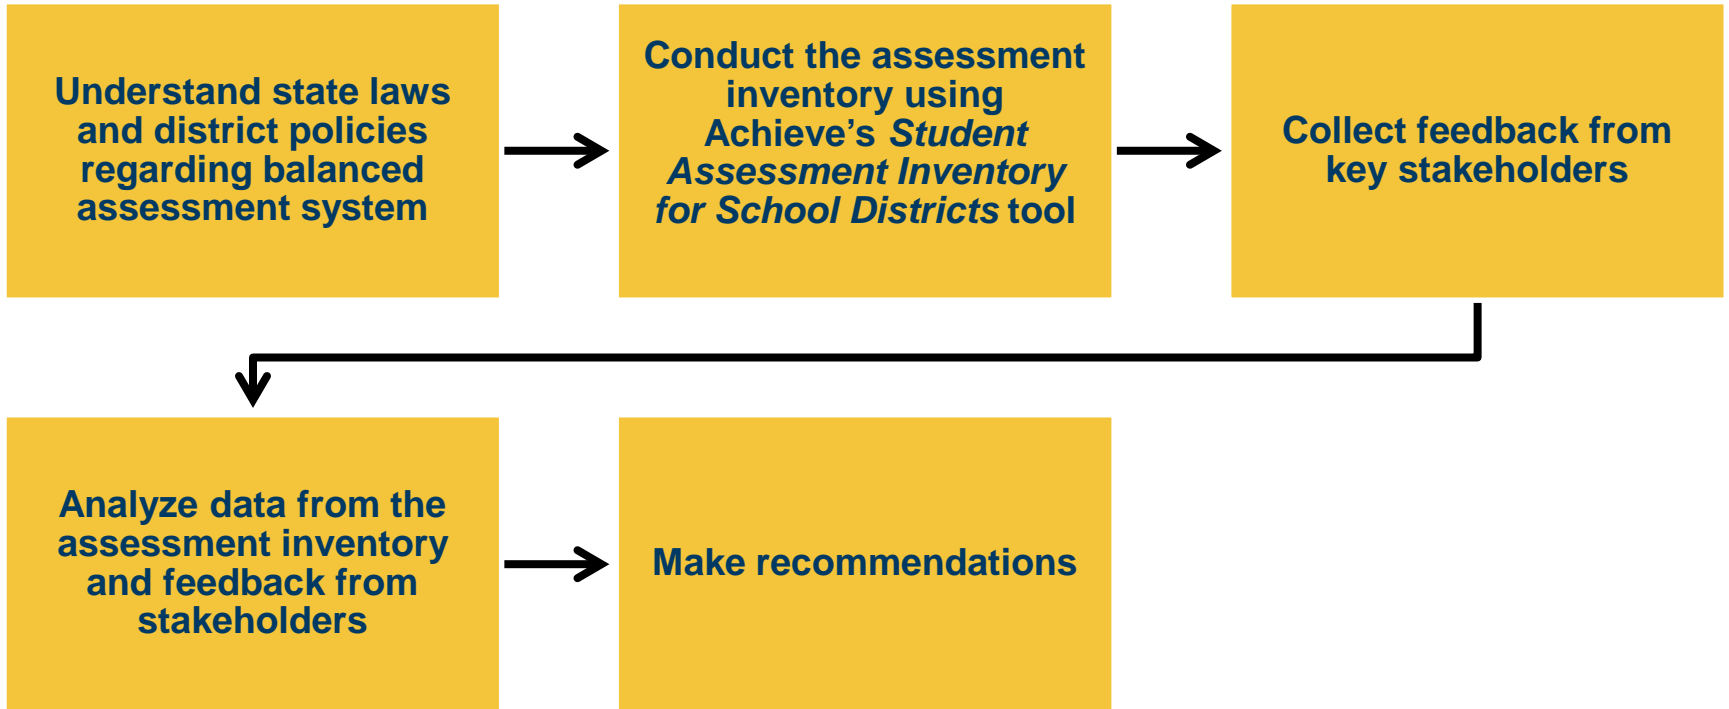 Understand state laws
and district policies
regarding balanced
assessment system
Conduct the assessment
inventory using
Achieve’s Student
Assessment Inventory
for School Districts tool
Collect feedback from
key stakeholders
Analyze data from the
assessment inventory
and feedback from
stakeholders
Make recommendations